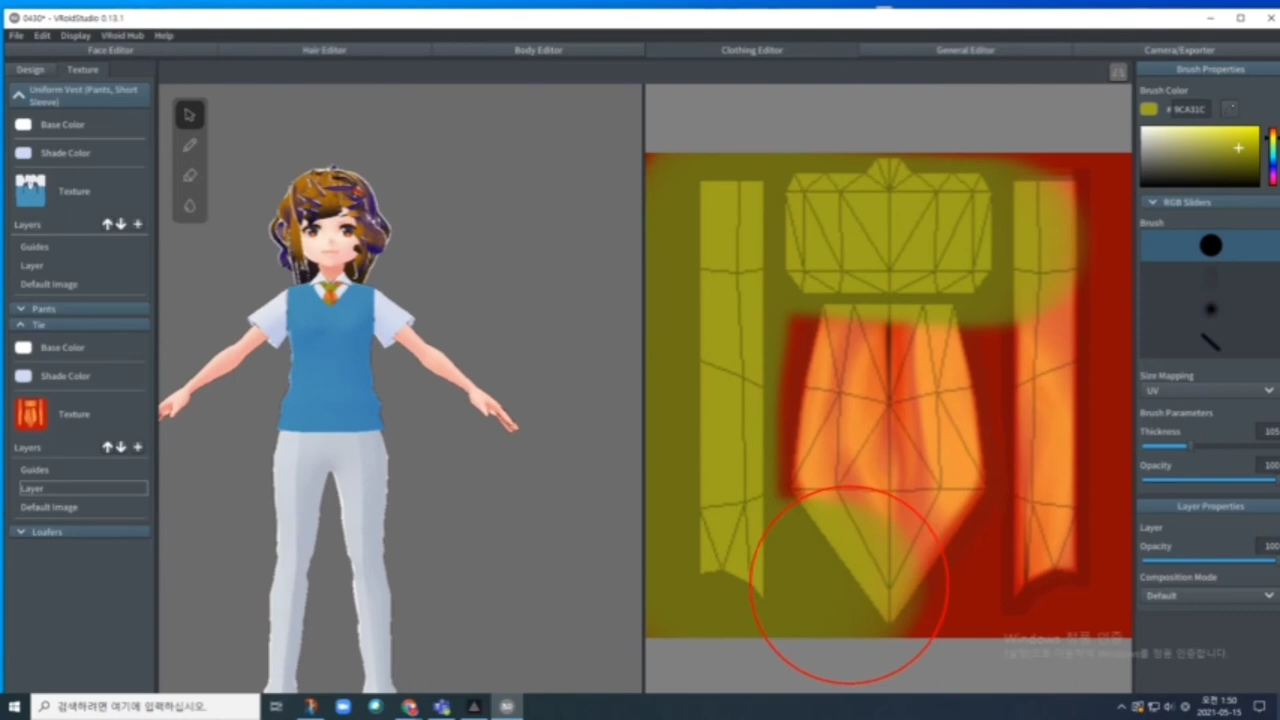 0430* - VRoidStudio 0.13.1
File Edit Display VRoid Hub Help
Face Editor Hair Editor Body Editor Clothing Editor General Editor Camera/Exporter
Design Texture
Uniform Vest (Pants, Short
Sleeve)
Base Color
Shade Color
Texture
Layers
Guides
Layer
Default Image
Pants
Tie
Base Color
Shade Color
Texture
Layers
Guides
Layer
Default Image
Loafers
Brush Properties
Brush Color
# 9CA31C
RGB Sliders
Brush
Size Mapping
UV
Brush Parameters
Thickness 105
Opacity 100
Layer Properties
Layer
Opacity 100
Composition Mode
Default
Windows 정품 인증
[설정]으로 이동하여 Windows를 정품 인증합니다.
검색하려면 여기에 입력하십시오.
오전 1:50
2021-05-15